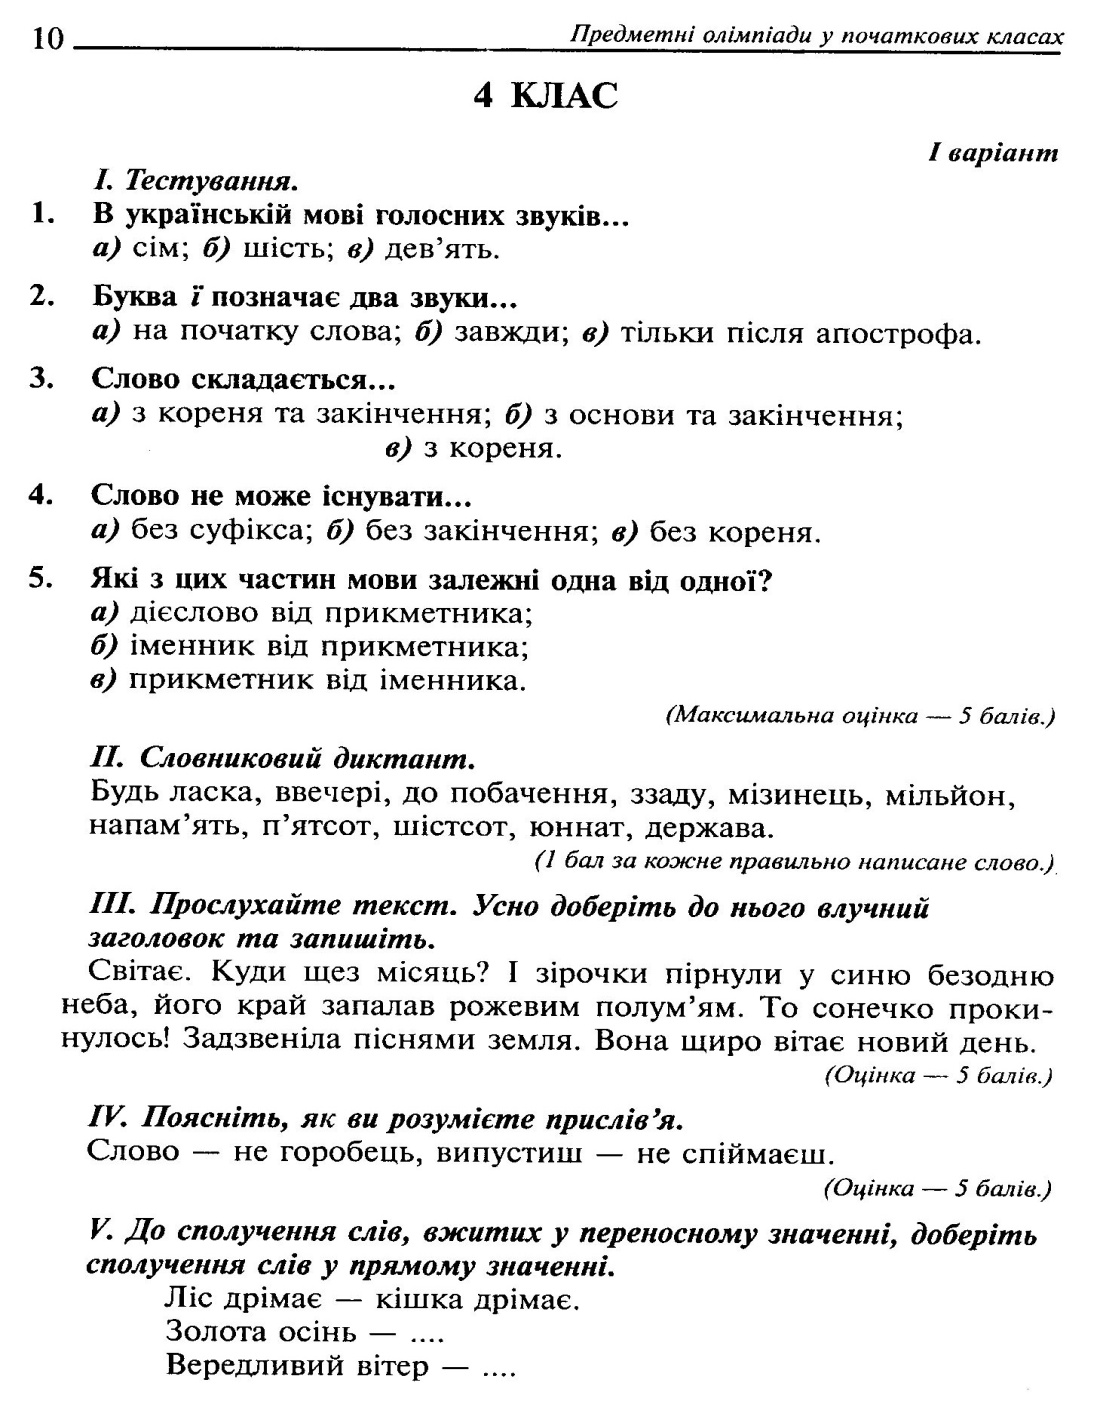 10 Предметні олімпіади у початкових класах
4 КЛАС
І варіант
І. Тестування.
1. В українській мові голосних звуків...
а) сім; б) шість; в) дев’ять.
2. Буква ї позначає два звуки...
а) на початку слова; б) завжди; в) тільки після апострофа.
3. Слово складається...
а) з кореня та закінчення; б) з основи та закінчення;
в) з кореня.
4. Слово не може існувати...
а) без суфікса; б) без закінчення; в) без кореня.
5. Які з цих частин мови залежні одна від одної?
а) дієслово від прикметника;
б) іменник від прикметника;
в) прикметник від іменника.
(Максимальна оцінка — 5 балів.)
ІІ. Словниковий диктант.
Будь ласка, ввечері, до побачення, ззаду, мізинець, мільйон,
напам’ять, п’ятсот, шістсот, юннат, держава.
(1 бал за кожне правильно написане слово.)
ІІІ. Прослухайте текст. Усно доберіть до нього влучний
заголовок та запишіть.
Світає. Куди щез місяць? І зірочки пірнули у синю безодню
неба, його край запалав рожевим полум’ям. То сонечко проки-
нулось! Задзвеніла піснями земля. Вона щиро вітає новий день.
(Оцінка — 5 балів.)
IV. Поясніть, як ви розумієте прислів’я.
Слово — не горобець, випустиш — не спіймаєш.
(Оцінка — 5 балів.)
V. До сполучення слів, вжитих у переносному значенні, доберіть
сполучення слів у прямому значенні.
Ліс дрімає — кішка дрімає.
Золота осінь — ....
Вередливий вітер — ....